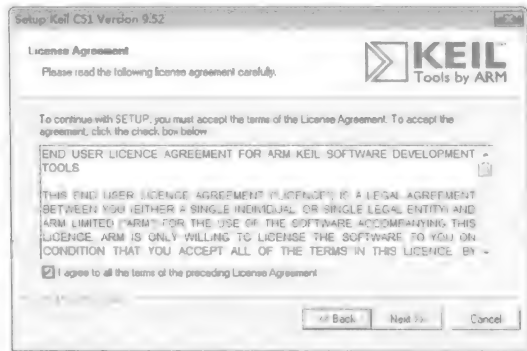 Setup Keil C51 Version 9.52
License Agreement
Please read the following license agreement carefully.
KEIL™
Tools by ARM
To continue with SETUP, you must accept the terms of the License Agreement. To accept the
agreement, click the check box below.
END USER LICENCE AGREEMENT FOR ARM KEIL SOFTWARE DEVELOPMENT
TOOLS
THIS END USER LICENCE AGREEMENT ("LICENCE") IS A LEGAL AGREEMENT
BETWEEN YOU (EITHER A SINGLE INDIVIDUAL, OR SINGLE LEGAL ENTITY) AND
ARM LIMITED ("ARM") FOR THE USE OF THE SOFTWARE ACCOMPANYING THIS
LICENCE. ARM IS ONLY WILLING TO LICENSE THE SOFTWARE TO YOU ON
CONDITION THAT YOU ACCEPT ALL OF THE TERMS IN THIS LICENCE. BY
I agree to all the terms of the preceding License Agreement
<< Back
Next >>
Cancel